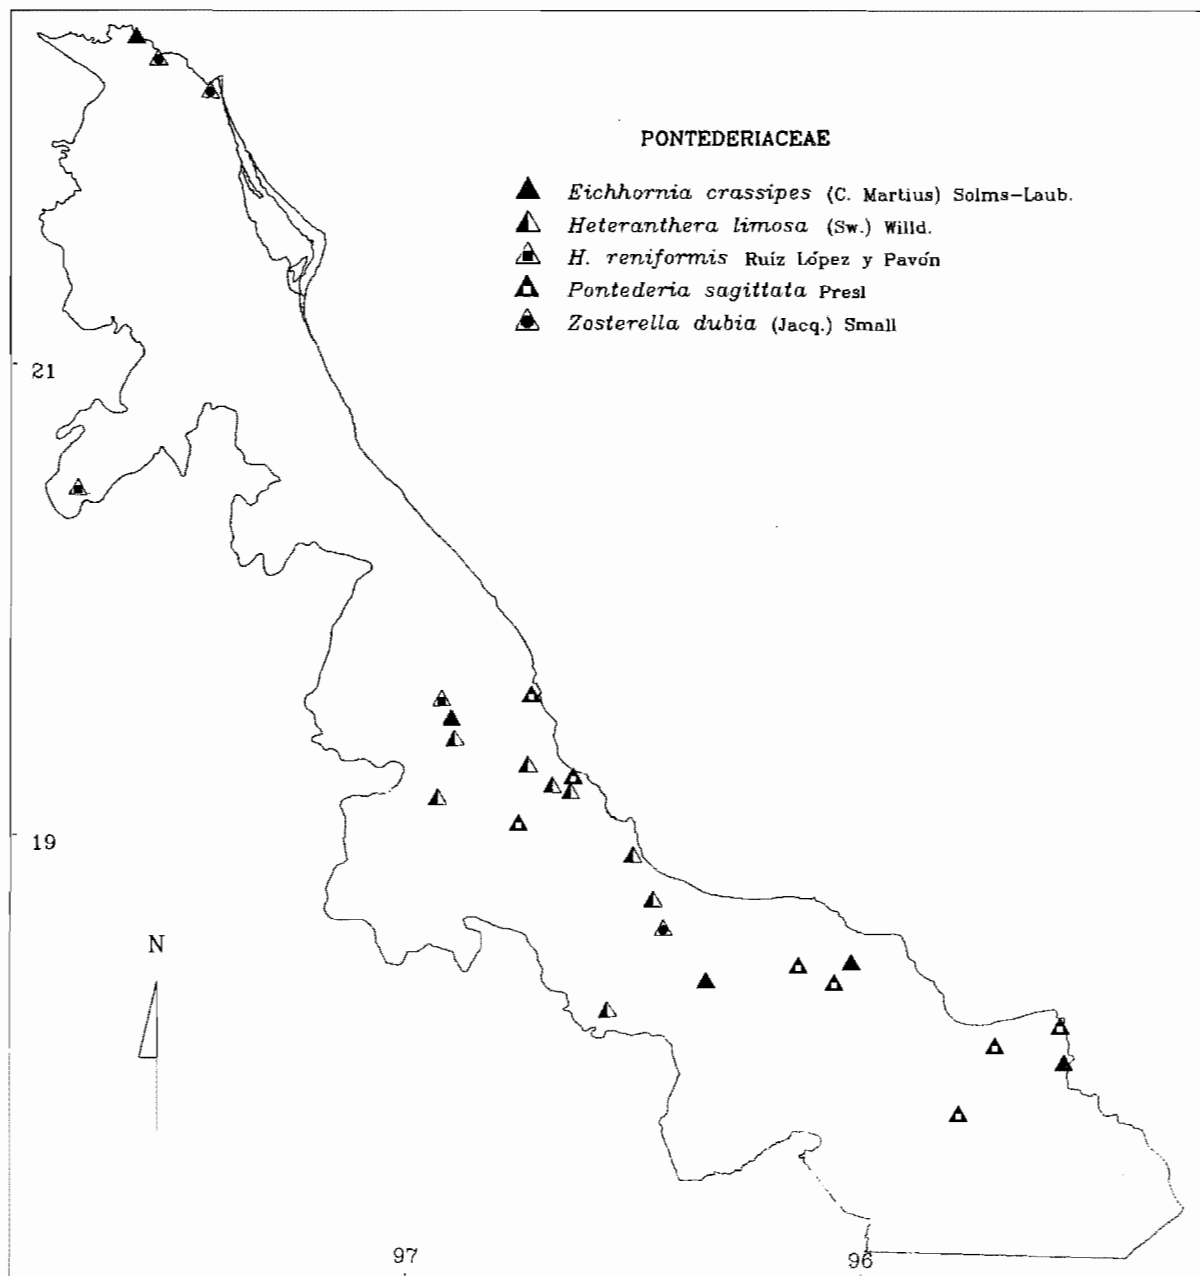 PONTEDERIACEAE
Eichhornia crassipes (C. Martius) Solms-Laub.
Heteranthera limosa (Sw.) Willd.
H. reniformis Ruíz López y Pavón
Pontederia sagittata Presl
Zosterella dubia (Jacq.) Small
21
19
N
97
96